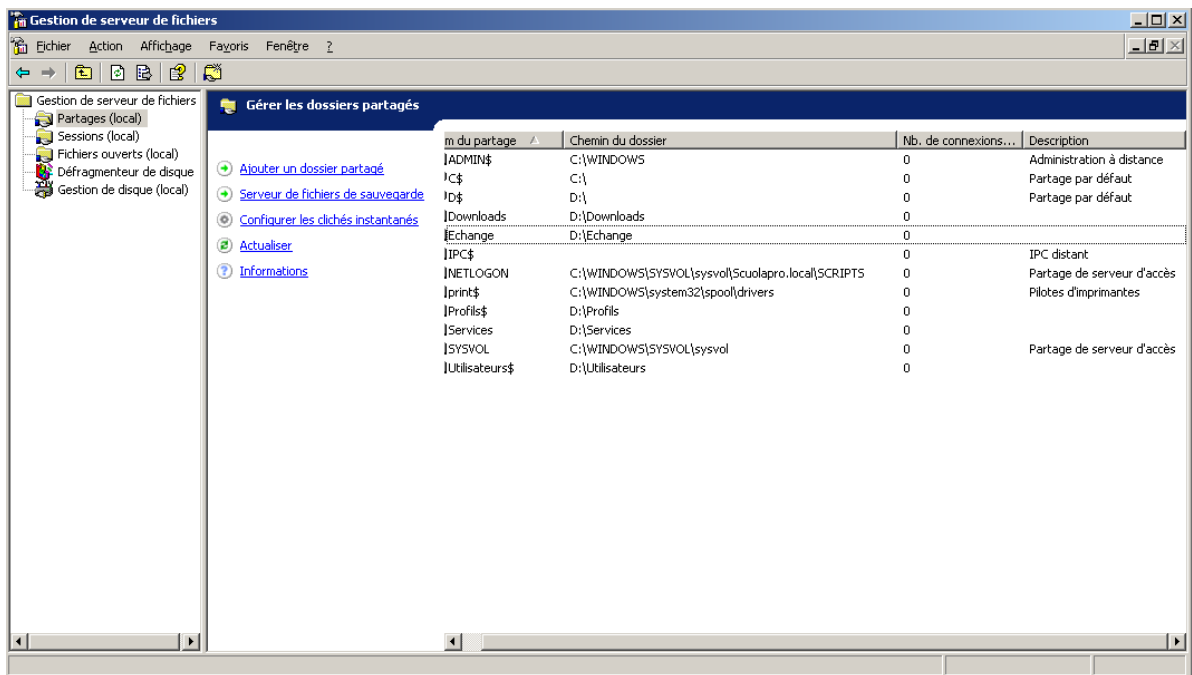 Gestion de serveur de fichiers
Fichier Action Affichage Favoris Fenêtre ?
Gestion de serveur de fichiers
Partages (local)
Sessions (local)
Fichiers ouverts (local)
Défragmenteur de disque
Gestion de disque (local)
Gérer les dossiers partagés
Ajouter un dossier partagé
Serveur de fichiers de sauvegarde
Configurer les clichés instantanés
Actualiser
Informations
m du partage Chemin du dossier Nb. de connexions... Description
ADMIN$ C:\WINDOWS 0 Administration à distance
C$ C:\ 0 Partage par défaut
D$ D:\ 0 Partage par défaut
Downloads D:\Downloads 0
Echange D:\Echange 0
IPC$ 0 IPC distant
NETLOGON C:\WINDOWS\SYSVOL\sysvol\Scuolapro.local\SCRIPTS 0 Partage de serveur d'accès
print$ C:\WINDOWS\system32\spool\drivers 0 Pilotes d'imprimantes
Profils$ D:\Profils 0
Services D:\Services 0
SYSVOL C:\WINDOWS\SYSVOL\sysvol 0 Partage de serveur d'accès
Utilisateurs$ D:\Utilisateurs 0